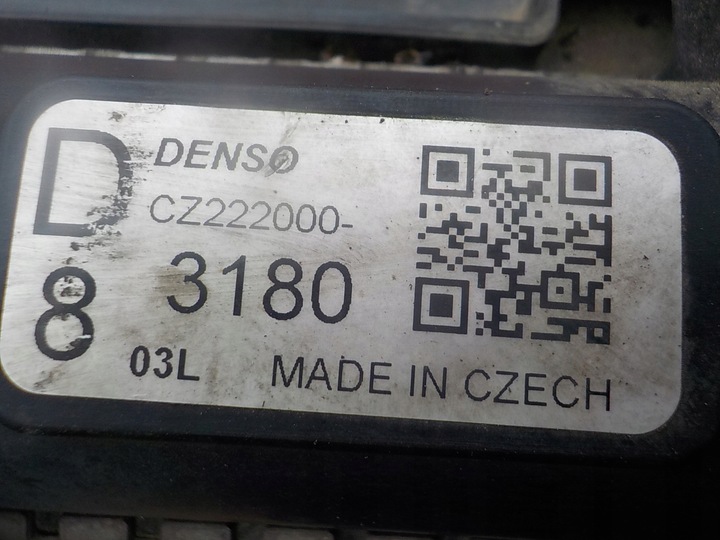 D
DENSO
CZ222000-
3180
8
03L
MADE IN CZECH